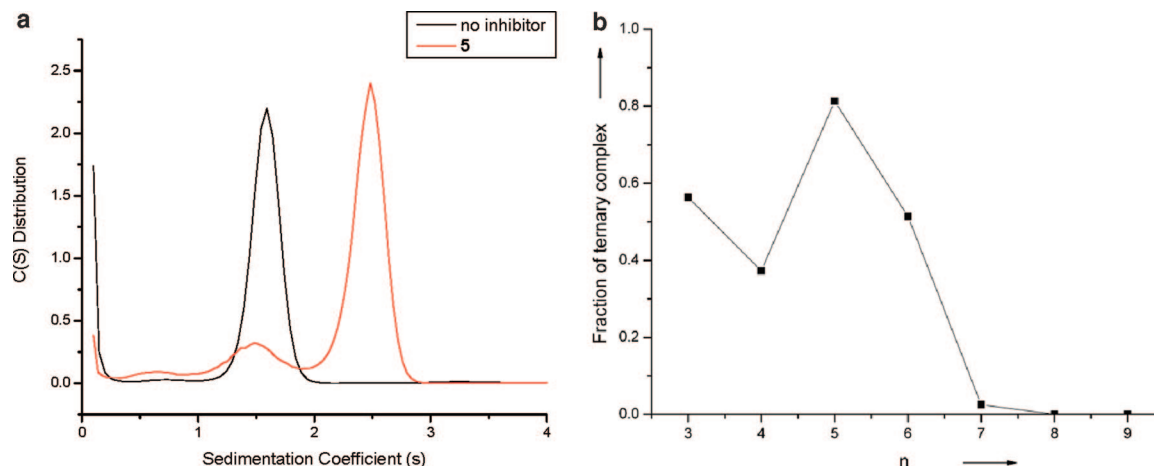 a
no inhibitor
5
2.5
2.0
1.5
1.0
0.5
0.0
C(S) Distribution
0 1 2 3 4
Sedimentation Coefficient (s)
b
1.0
0.8
0.6
0.4
0.2
0.0
Fraction of ternary complex
3 4 5 6 7 8 9
n